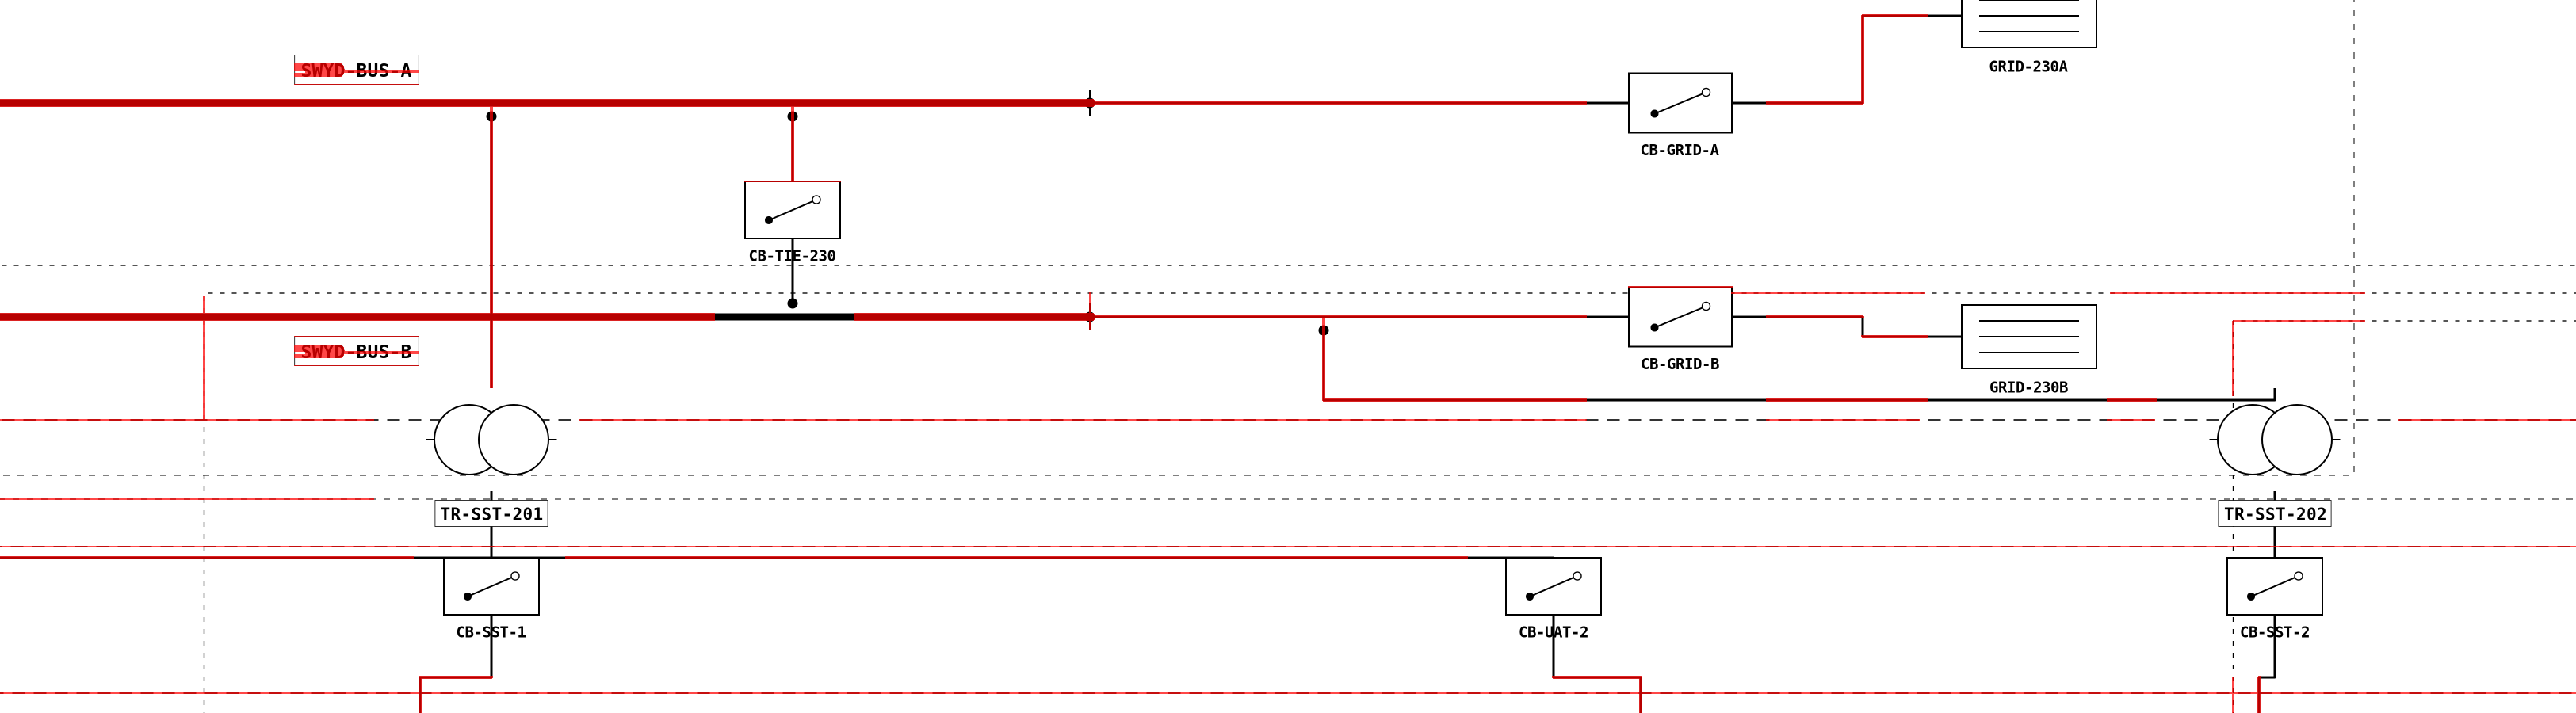 GRID-230A
SWYD-BUS-A
CB-GRID-A
CB-TIE-230
SWYD-BUS-B
CB-GRID-B
GRID-230B
TR-SST-201
TR-SST-202
CB-SST-1
CB-UAT-2
CB-SST-2